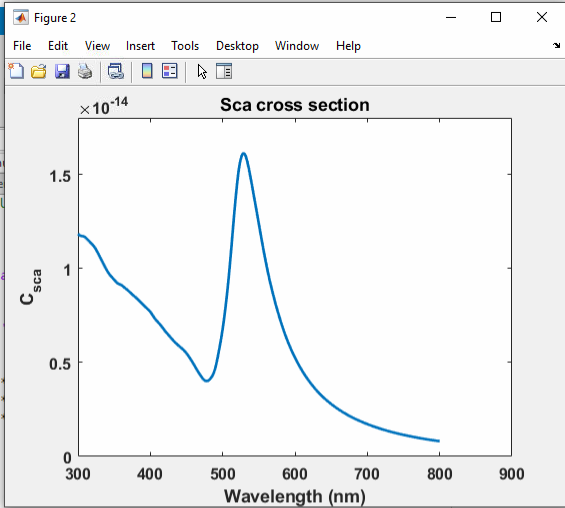 Figure 2
File Edit View Insert Tools Desktop Window Help
×10-14
Sca cross section
1.5
1
0.5
0
Csca
300 400 500 600 700 800 900
Wavelength (nm)